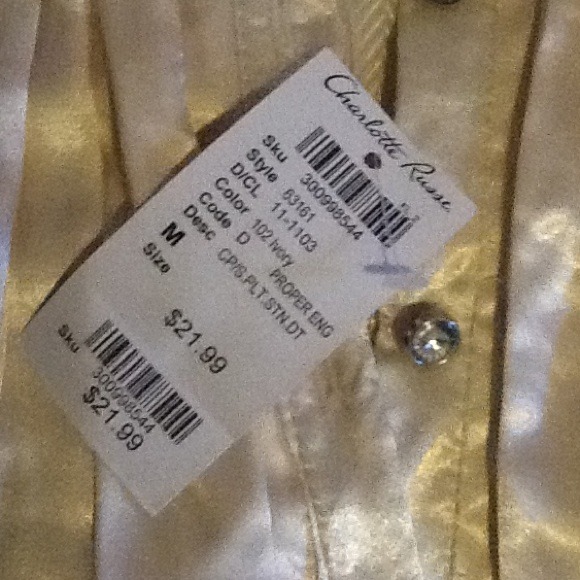 Charlotte Russe
Sku 300998544
Style 63161
D/CL 11-1103
Color 102 Ivory
Code D PROPER ENG
Desc CP/S.PLT.STN.DT
M
Size
$21.99
Sku 300998544
$21.99